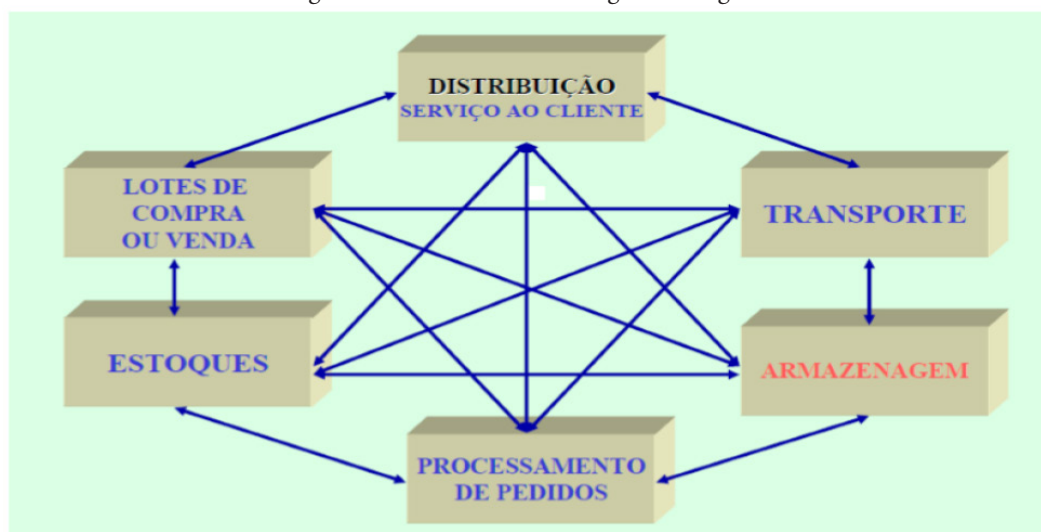 DISTRIBUIÇÃO
SERVIÇO AO CLIENTE
LOTES DE
COMPRA
OU VENDA
TRANSPORTE
ESTOQUES
ARMAZENAGEM
PROCESSAMENTO
DE PEDIDOS